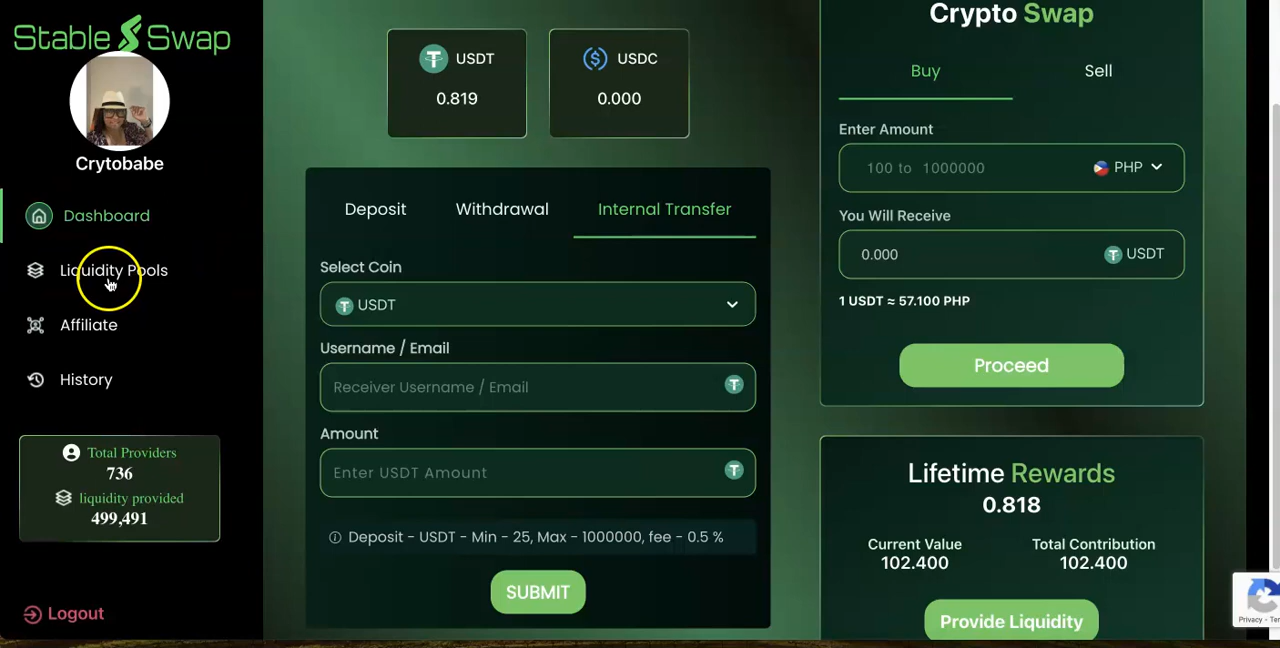 Stable Swap
Crytobabe
Dashboard
Liquidity Pools
Affiliate
History
Total Providers
736
liquidity provided
499,491
Logout
USDT
0.819
USDC
0.000
Deposit Withdrawal Internal Transfer
Select Coin
USDT
Username / Email
Receiver Username / Email
Amount
Enter USDT Amount
Deposit - USDT - Min - 25, Max - 1000000, fee - 0.5 %
SUBMIT
Crypto Swap
Buy Sell
Enter Amount
100 to 1000000 PHP
You Will Receive
0.000 USDT
1 USDT ≈ 57.100 PHP
Proceed
Lifetime Rewards
0.818
Current Value Total Contribution
102.400 102.400
Provide Liquidity
Privacy - Ter